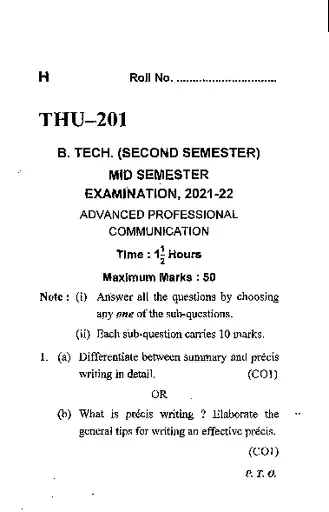 H Roll No. ................................
THU–201
B. TECH. (SECOND SEMESTER)
MID SEMESTER
EXAMINATION, 2021-22
ADVANCED PROFESSIONAL
COMMUNICATION
Time : 1½ Hours
Maximum Marks : 50
Note : (i) Answer all the questions by choosing
any one of the sub-questions.
(ii) Each sub-question carries 10 marks.
1. (a) Differentiate between summary and précis
writing in detail. (CO1)
OR
(b) What is précis writing ? Elaborate the
general tips for writing an effective précis.
(CO1)
P. T. O.